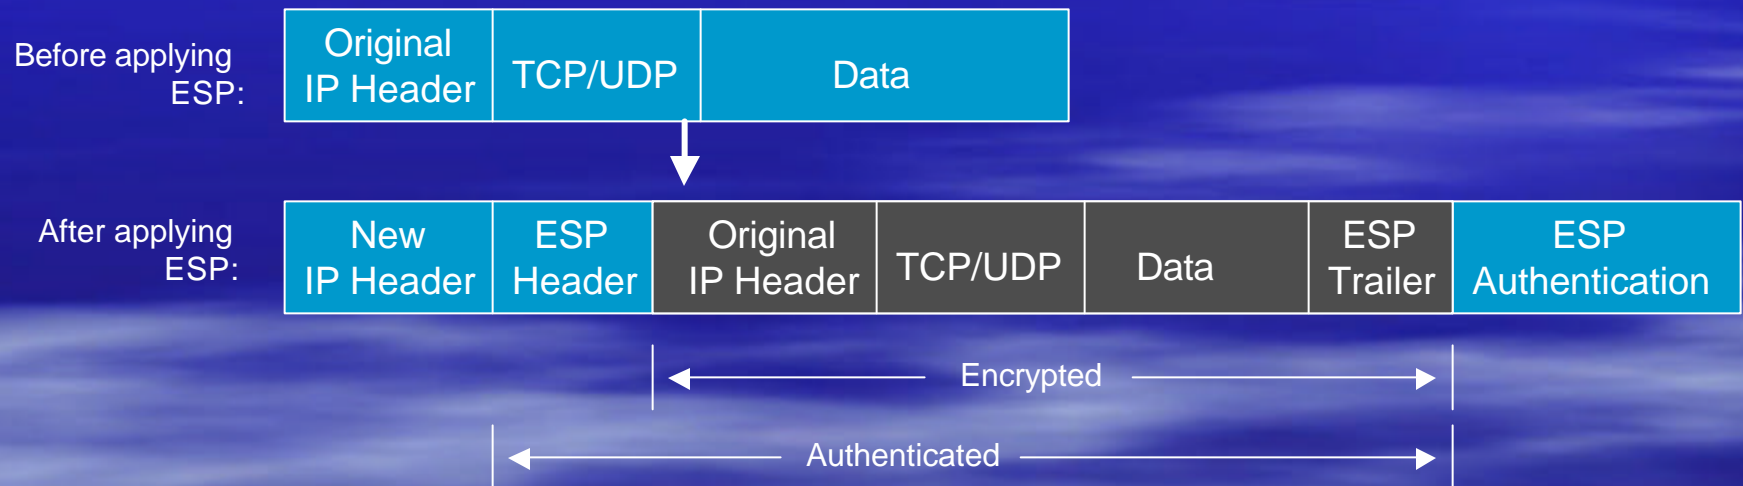 Before applying
ESP:
Original
IP Header
TCP/UDP
Data
After applying
ESP:
New
IP Header
ESP
Header
Original
IP Header
TCP/UDP
Data
ESP
Trailer
ESP
Authentication
Encrypted
Authenticated